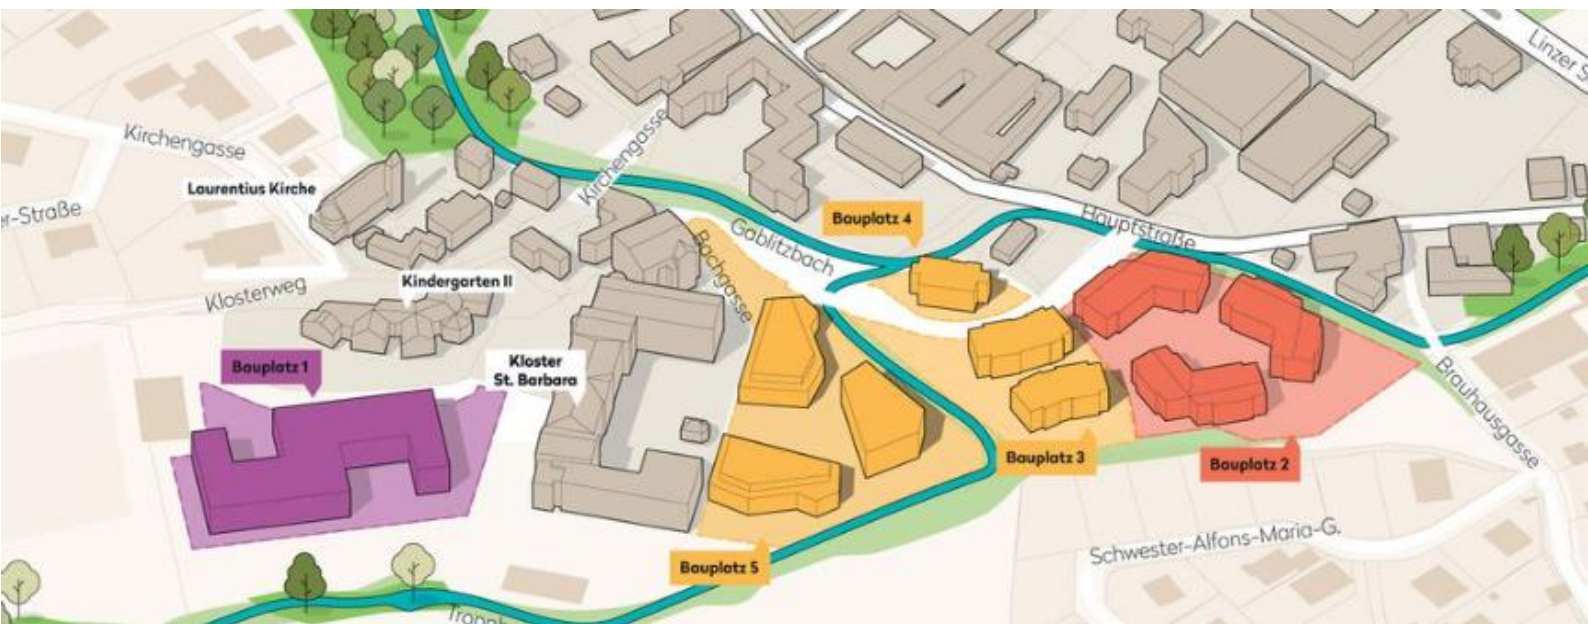 Linzer S
Kirchengasse
Kirchengasse
Laurentius Kirche
er-Straße
Bauplatz 4
Hauptstraße
Gablitzbach
Bachgasse
Kindergarten II
Klosterweg
Bauplatz 1
Kloster
St. Barbara
Brauhausgasse
Bauplatz 3
Bauplatz 2
Schwester-Alfons-Maria-G.
Bauplatz 5